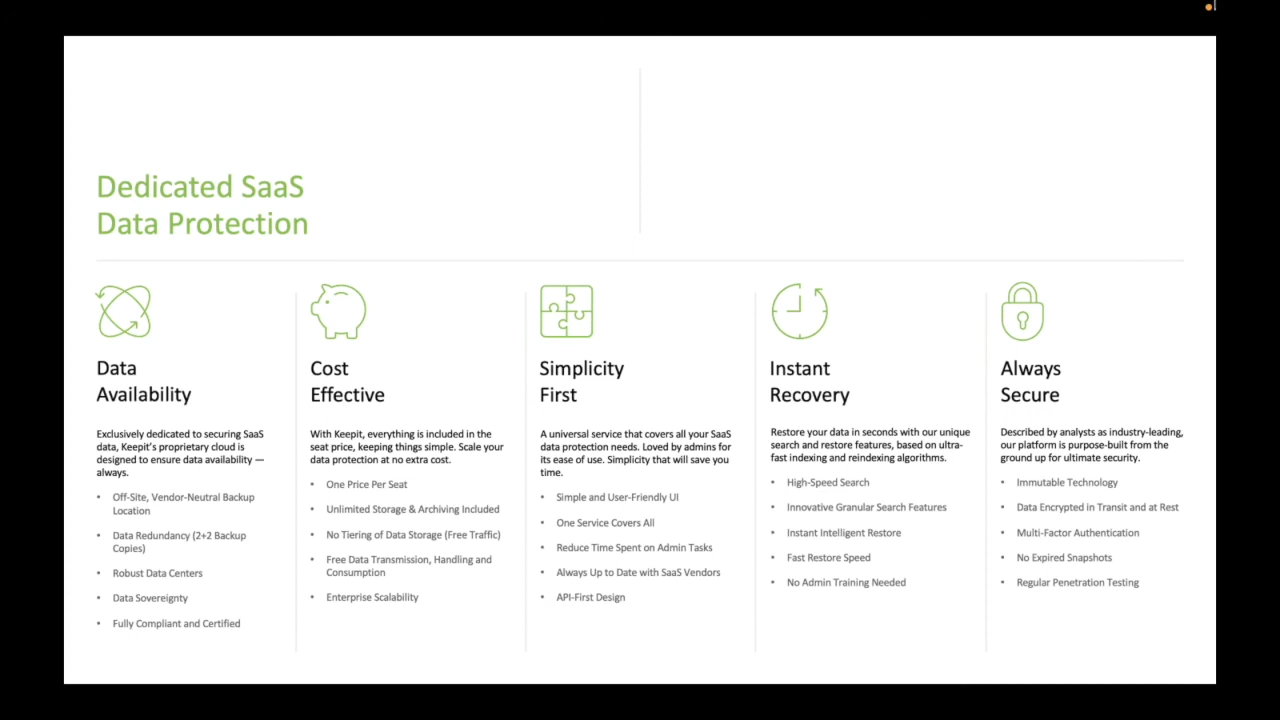 Dedicated SaaS
Data Protection
Data
Availability
Exclusively dedicated to securing SaaS
data, Keepit's proprietary cloud is
designed to ensure data availability —
always.
• Off-Site, Vendor-Neutral Backup
Location
• Data Redundancy (2+2 Backup
Copies)
• Robust Data Centers
• Data Sovereignty
• Fully Compliant and Certified
Cost
Effective
With Keepit, everything is included in the
seat price, keeping things simple. Scale your
data protection at no extra cost.
• One Price Per Seat
• Unlimited Storage & Archiving Included
• No Tiering of Data Storage (Free Traffic)
• Free Data Transmission, Handling and
Consumption
• Enterprise Scalability
Simplicity
First
A universal service that covers all your SaaS
data protection needs. Loved by admins for
its ease of use. Simplicity that will save you
time.
• Simple and User-Friendly UI
• One Service Covers All
• Reduce Time Spent on Admin Tasks
• Always Up to Date with SaaS Vendors
• API-First Design
Instant
Recovery
Restore your data in seconds with our unique
search and restore features, based on ultra-
fast indexing and reindexing algorithms.
• High-Speed Search
• Innovative Granular Search Features
• Instant Intelligent Restore
• Fast Restore Speed
• No Admin Training Needed
Always
Secure
Described by analysts as industry-leading,
our platform is purpose-built from the
ground up for ultimate security.
• Immutable Technology
• Data Encrypted in Transit and at Rest
• Multi-Factor Authentication
• No Expired Snapshots
• Regular Penetration Testing